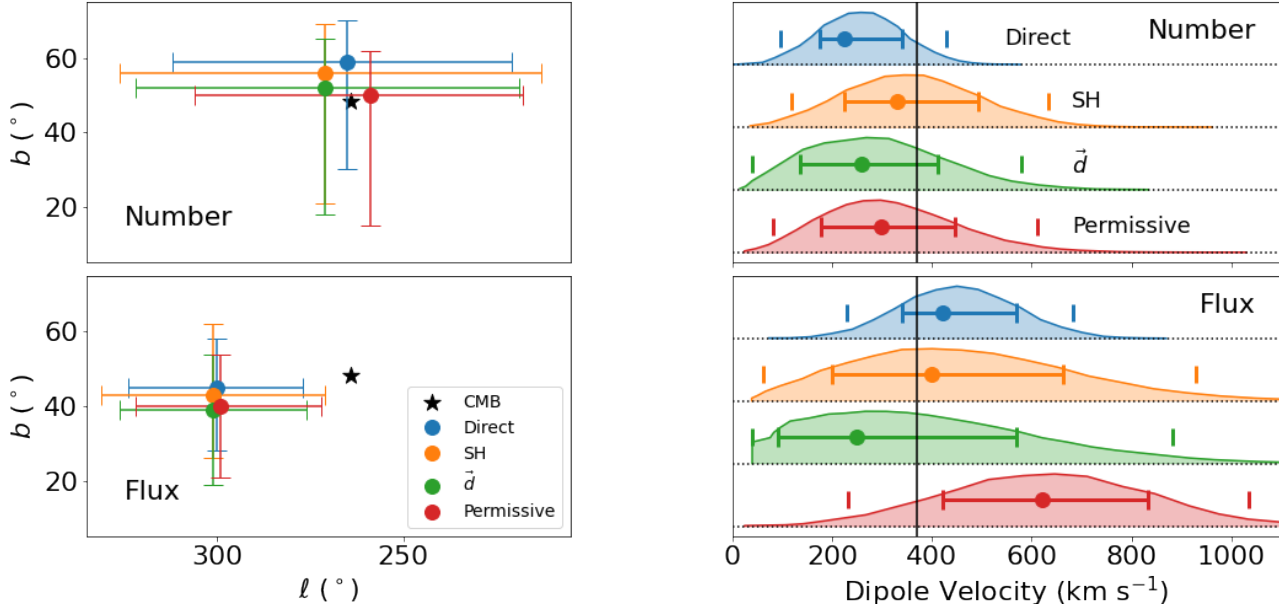 b (°)
60
40
20
Number
b (°)
60
40
20
Flux
CMB
Direct
SH
d⃗
Permissive
300
250
ℓ (°)
Number
Direct
SH
d⃗
Permissive
Flux
0
200
400
600
800
1000
Dipole Velocity (km s⁻¹)